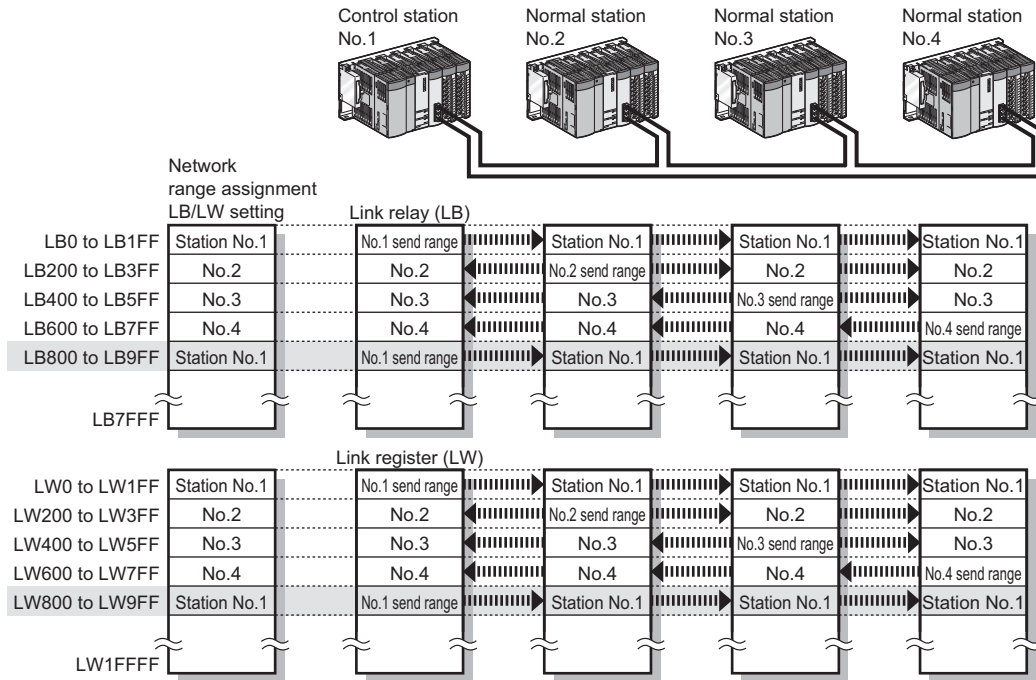 Control station No.1
Normal station No.2
Normal station No.3
Normal station No.4
Network
range assignment
LB/LW setting
Link relay (LB)
LB0 to LB1FF Station No.1 No.1 send range Station No.1 Station No.1 Station No.1
LB200 to LB3FF No.2 No.2 No.2 send range No.2 No.2
LB400 to LB5FF No.3 No.3 No.3 No.3 send range No.3
LB600 to LB7FF No.4 No.4 No.4 No.4 No.4 send range
LB800 to LB9FF Station No.1 No.1 send range Station No.1 Station No.1 Station No.1
LB7FFF
Link register (LW)
LW0 to LW1FF Station No.1 No.1 send range Station No.1 Station No.1 Station No.1
LW200 to LW3FF No.2 No.2 No.2 send range No.2 No.2
LW400 to LW5FF No.3 No.3 No.3 No.3 send range No.3
LW600 to LW7FF No.4 No.4 No.4 No.4 No.4 send range
LW800 to LW9FF Station No.1 No.1 send range Station No.1 Station No.1 Station No.1
LW1FFFF